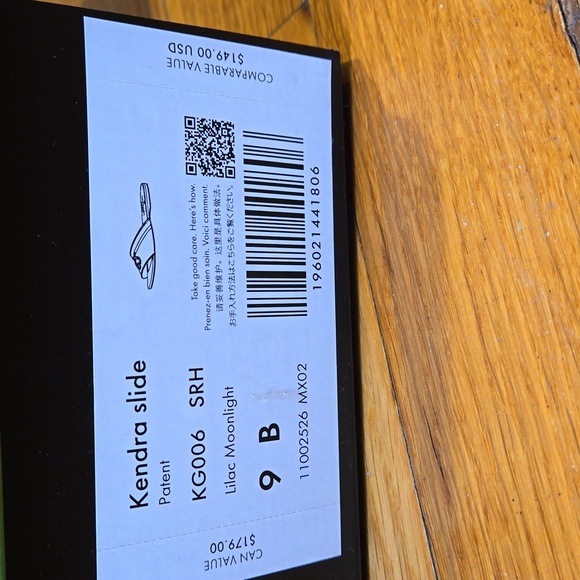 COMPARABLE VALUE
$149.00 USD
Take good care. Here's how.
Prenez-en bien soin. Voici comment.
请妥善维护。这里是具体做法。
お手入れ方法はこちらをご覧ください。
196021441806
Kendra slide
Patent
KG006 SRH
Lilac Moonlight
9 B
11002526 MX02
CAN VALUE
$179.00